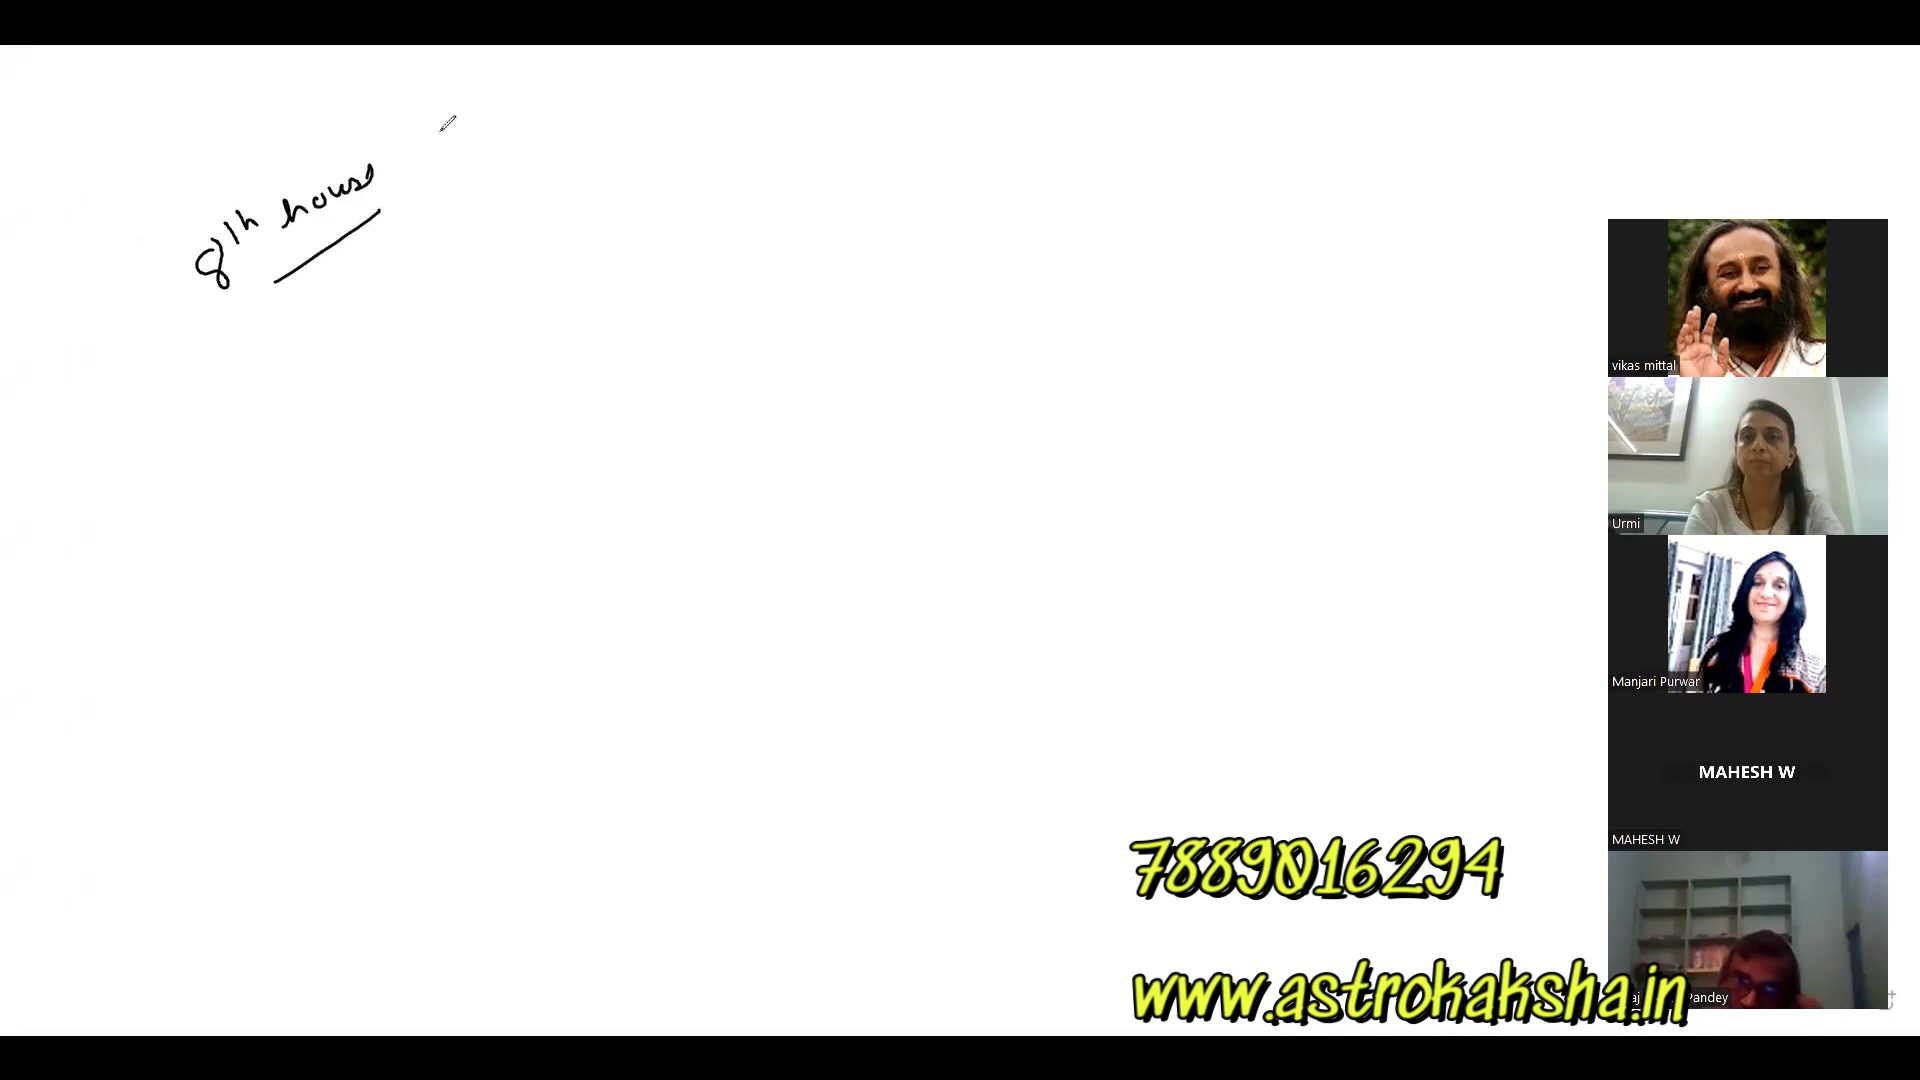 8th house
vikas mittal
Urmi
Manjari Purwar
MAHESH W
MAHESH W
Pandey
7889016294
www.astrokaksha.in